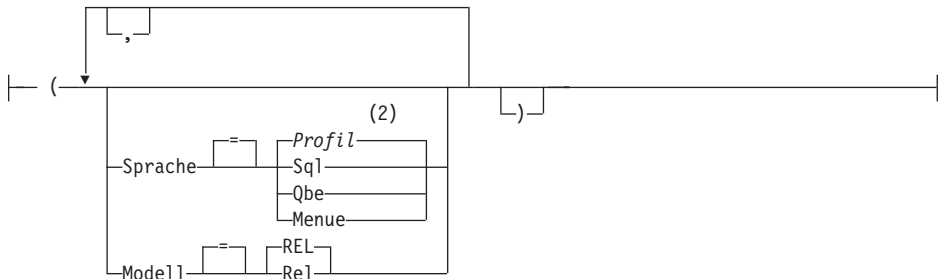 ,
(
(2)
)
= Profil
Sprache Sql
Qbe
Menue
= REL
Modell Rel